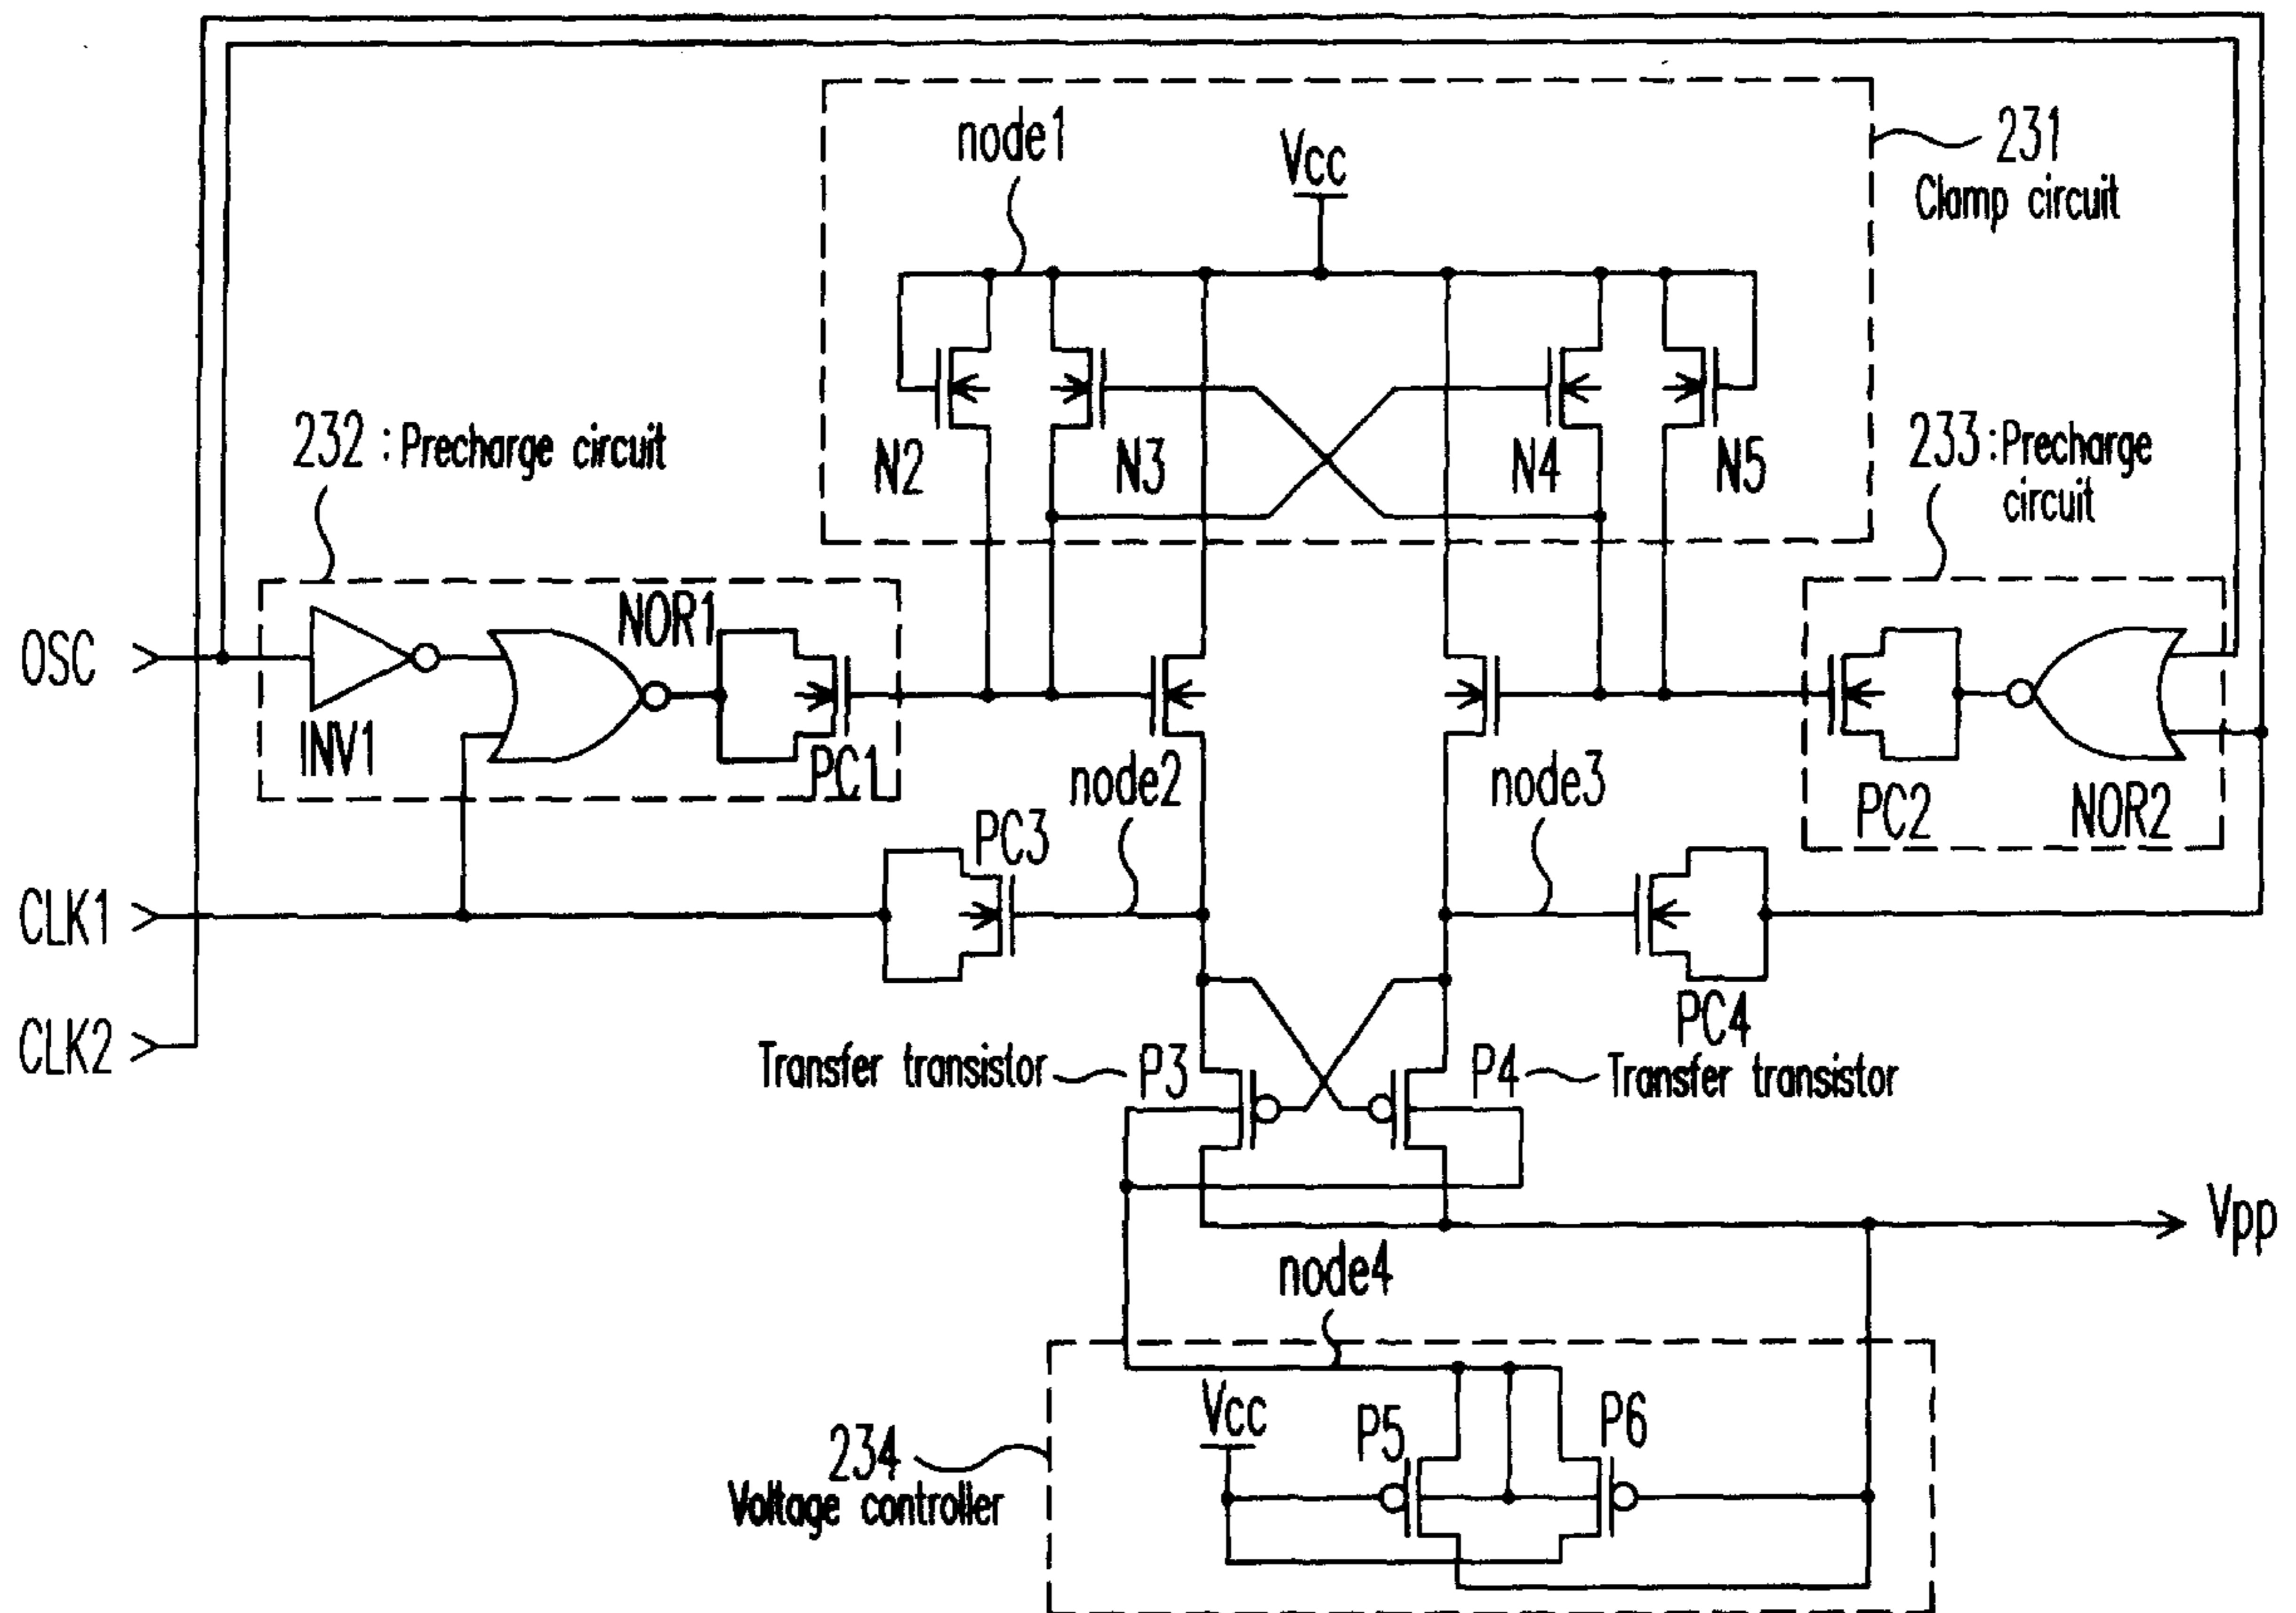 node1
Vcc
231
Clamp circuit
N2
N3
N4
N5
232 : Precharge circuit
233 : Precharge
circuit
OSC
INV1
NOR1
PC1
PC2
NOR2
node2
node3
PC3
PC4
CLK1
CLK2
Transfer transistor
P3
P4
Transfer transistor
Vpp
node4
Vcc
P5
P6
234
Voltage controller